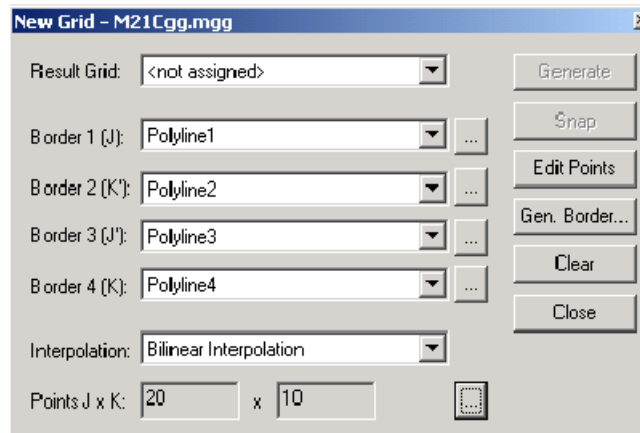 New Grid - M21Cgg.mgg
Result Grid: <not assigned> Generate
Snap
Border 1 (J): Polyline1 ...
Edit Points
Border 2 (K'): Polyline2 ...
Gen. Border...
Border 3 (J'): Polyline3 ...
Clear
Border 4 (K): Polyline4 ...
Close
Interpolation: Bilinear Interpolation
Points J x K: 20 x 10 ...